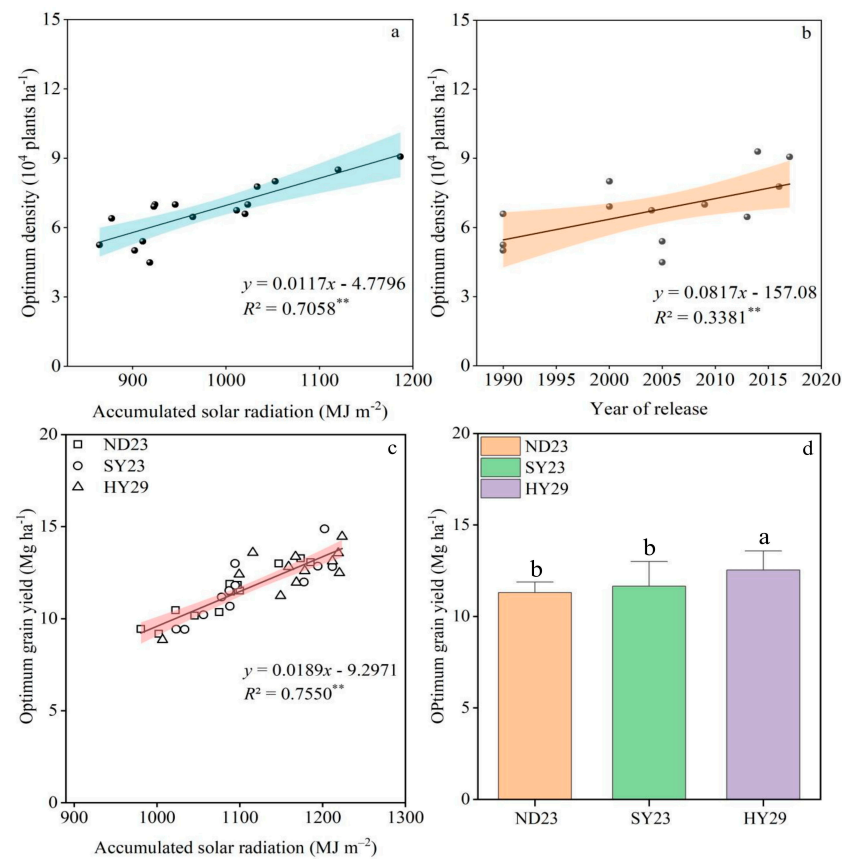 15
12
9
6
3
0
Optimum density (10⁴ plants ha⁻¹)
a
y = 0.0117x - 4.7796
R² = 0.7058**
900 1000 1100 1200
Accumulated solar radiation (MJ m⁻²)
15
12
9
6
3
0
Optimum density (10⁴ plants ha⁻¹)
b
y = 0.0817x - 157.08
R² = 0.3381**
1990 1995 2000 2005 2010 2015 2020
Year of release
20
15
10
5
0
Optimum grain yield (Mg ha⁻¹)
ND23
SY23
HY29
c
y = 0.0189x - 9.2971
R² = 0.7550**
900 1000 1100 1200 1300
Accumulated solar radiation (MJ m⁻²)
20
15
10
5
0
OPtimum grain yield (Mg ha⁻¹)
ND23
SY23
HY29
d
b b a
ND23 SY23 HY29